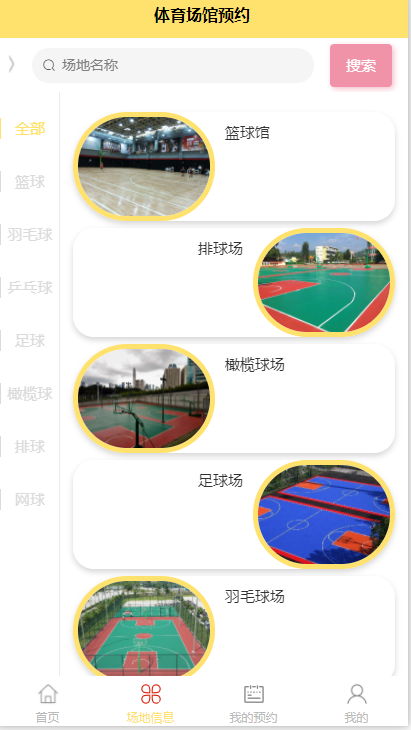 体育场馆预约
场地名称
搜索
全部
篮球
羽毛球
乒乓球
足球
橄榄球
排球
网球
篮球馆
排球场
橄榄球场
足球场
羽毛球场
首页
场地信息
我的预约
我的